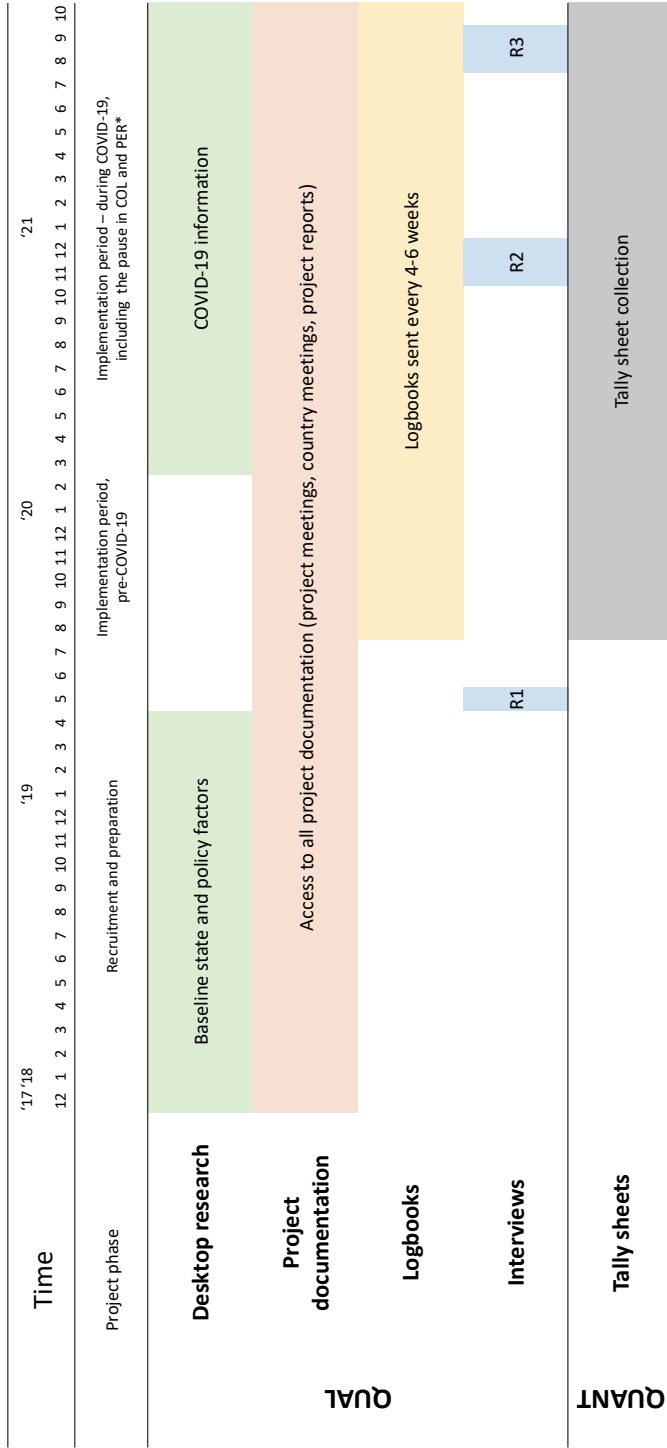 Time
'17 '18 '19 '20 '21
12 1 2 3 4 5 6 7 8 9 10 11 12 1 2 3 4 5 6 7 8 9 10 11 12 1 2 3 4 5 6 7 8 9 10 11 12 1 2 3 4 5 6 7 8 9 10
Project phase
Recruitment and preparation
Implementation period,
pre-COVID-19
Implementation period – during COVID-19,
including the pause in COL and PER*
QUAL
Desktop research
Baseline state and policy factors
COVID-19 information
Project
documentation
Access to all project documentation (project meetings, country meetings, project reports)
Logbooks
Logbooks sent every 4-6 weeks
Interviews
R1
R2
R3
QUANT
Tally sheets
Tally sheet collection